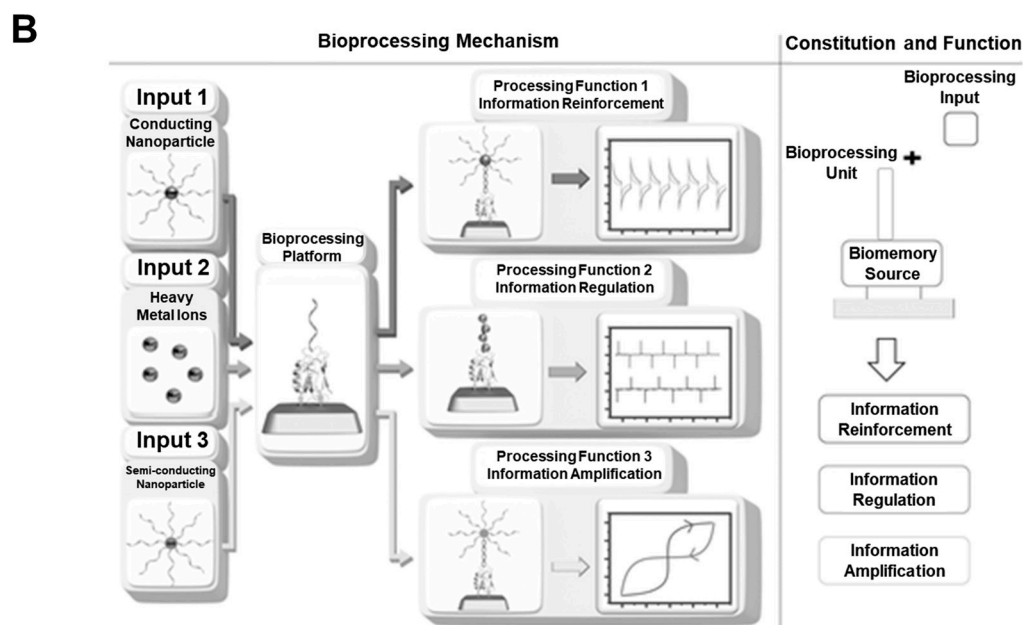 B
Bioprocessing Mechanism
Constitution and Function
Input 1
Conducting
Nanoparticle
Input 2
Heavy
Metal Ions
Input 3
Semi-conducting
Nanoparticle
Bioprocessing
Platform
Processing Function 1
Information Reinforcement
Processing Function 2
Information Regulation
Processing Function 3
Information Amplification
Bioprocessing
Input
Bioprocessing
Unit
+
Biomemory
Source
Information
Reinforcement
Information
Regulation
Information
Amplification